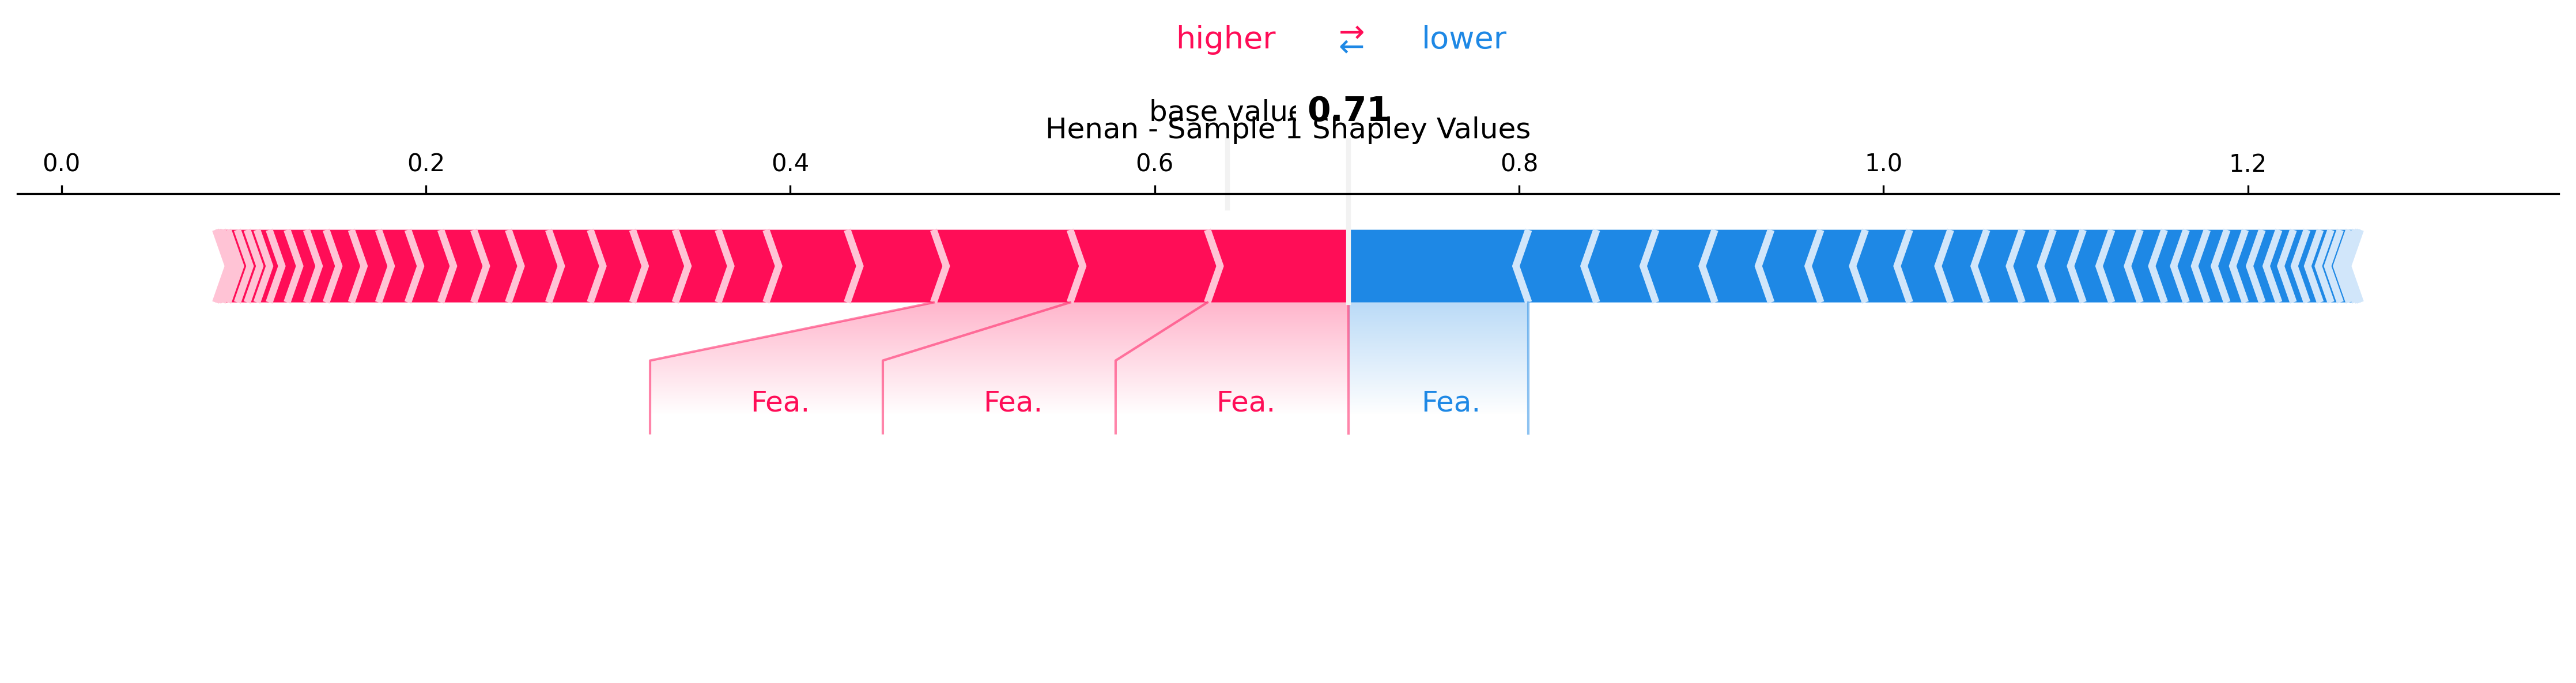 higher ⇄ lower
base value 0.71
Henan - Sample 1 Shapley Values
0.0 0.2 0.4 0.6 0.8 1.0 1.2
Fea. Fea. Fea. Fea.